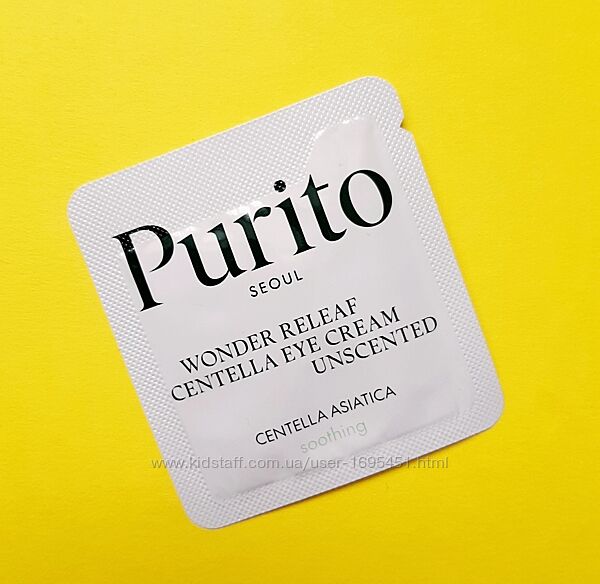 Purito
SEOUL
WONDER RELEAF
CENTELLA EYE CREAM
UNSCENTED
CENTELLA ASIATICA
soothing
www.kidstaff.com.ua/user-1695451.html